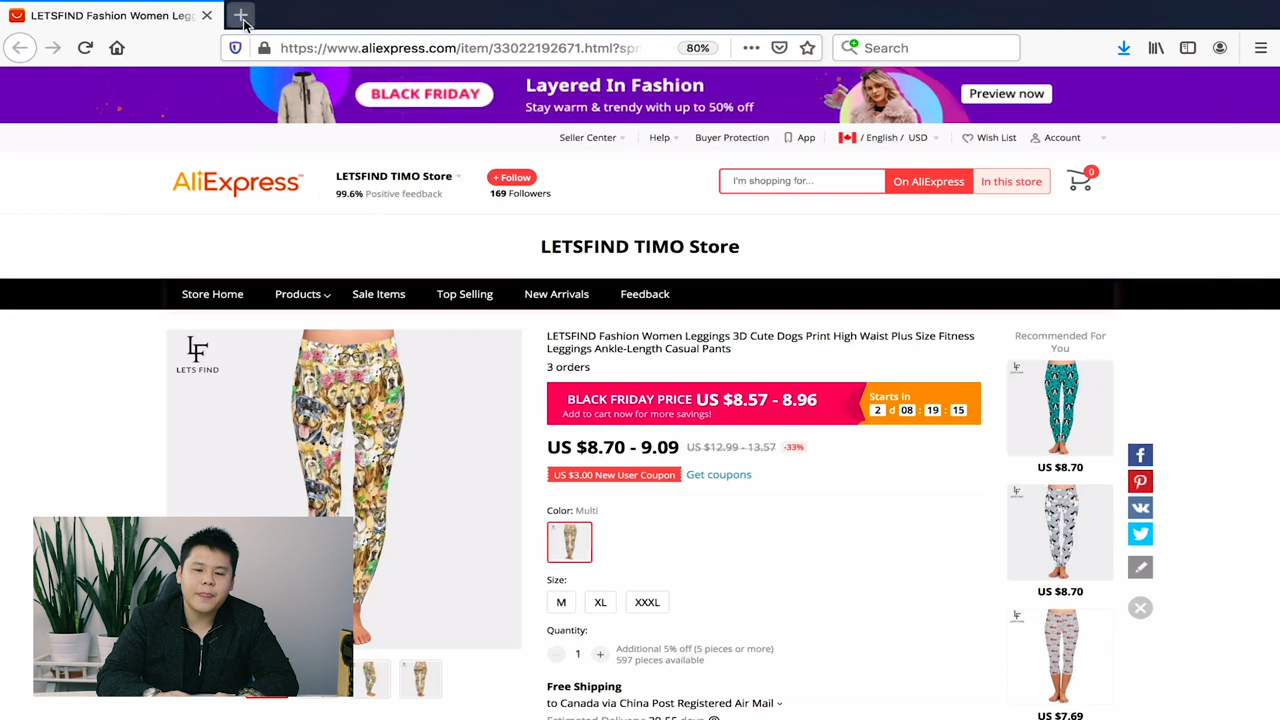 LETSFIND Fashion Women Legg
https://www.aliexpress.com/item/33022192671.html?spm
80%
Search
BLACK FRIDAY
Layered In Fashion
Stay warm & trendy with up to 50% off
Preview now
Seller Center
Help
Buyer Protection
App
/ English / USD
Wish List
Account
AliExpress
LETSFIND TIMO Store
99.6% Positive feedback
+ Follow
169 Followers
I'm shopping for...
On AliExpress
In this store
0
LETSFIND TIMO Store
Store Home
Products
Sale Items
Top Selling
New Arrivals
Feedback
LF
LETS FIND
LETSFIND Fashion Women Leggings 3D Cute Dogs Print High Waist Plus Size Fitness
Leggings Ankle-Length Casual Pants
3 orders
BLACK FRIDAY PRICE US $8.57 - 8.96
Add to cart now for more savings!
Starts in
2 d 08 : 19 : 15
US $8.70 - 9.09 US $12.99 - 13.57 -33%
US $3.00 New User Coupon Get coupons
Color: Multi
Size:
M
XL
XXXL
Quantity:
1
Additional 5% off (5 pieces or more)
597 pieces available
Free Shipping
to Canada via China Post Registered Air Mail
Recommended For
You
US $8.70
US $8.70
US $7.69